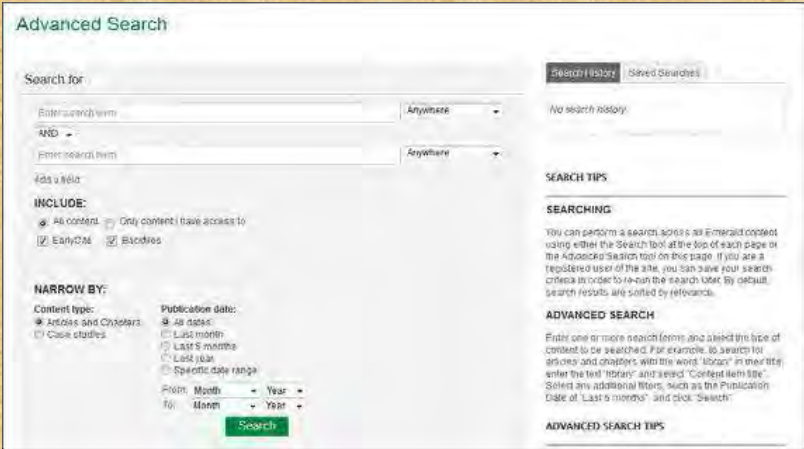 Advanced Search
Search for
Enter search term
Anywhere
AND
Enter search term
Anywhere
Add a field
INCLUDE:
All content Only content i have access to
EarlyCite Backfiles
NARROW BY:
Content type:
Articles and Chapters
Case studies
Publication date:
All dates
Last month
Last 6 months
Last year
Specific date range
From: Month Year
To: Month Year
Search
Search History Saved Searches
No search history
SEARCH TIPS
SEARCHING
You can perform a search across all Emerald content
using either the Search tool at the top of each page or
the Advanced Search tool on this page. If you are a
registered user of the site, you can save your search
criteria in order to re-run the search later. By default,
search results are sorted by relevance.
ADVANCED SEARCH
Enter one or more search terms and select the type of
content to be searched. For example, to search for
articles and chapters with the word "library" in their title,
enter the text "library" and select "Content item title".
Select any additional filters, such as the Publication
Date of "Last 6 months", and click "Search"
ADVANCED SEARCH TIPS